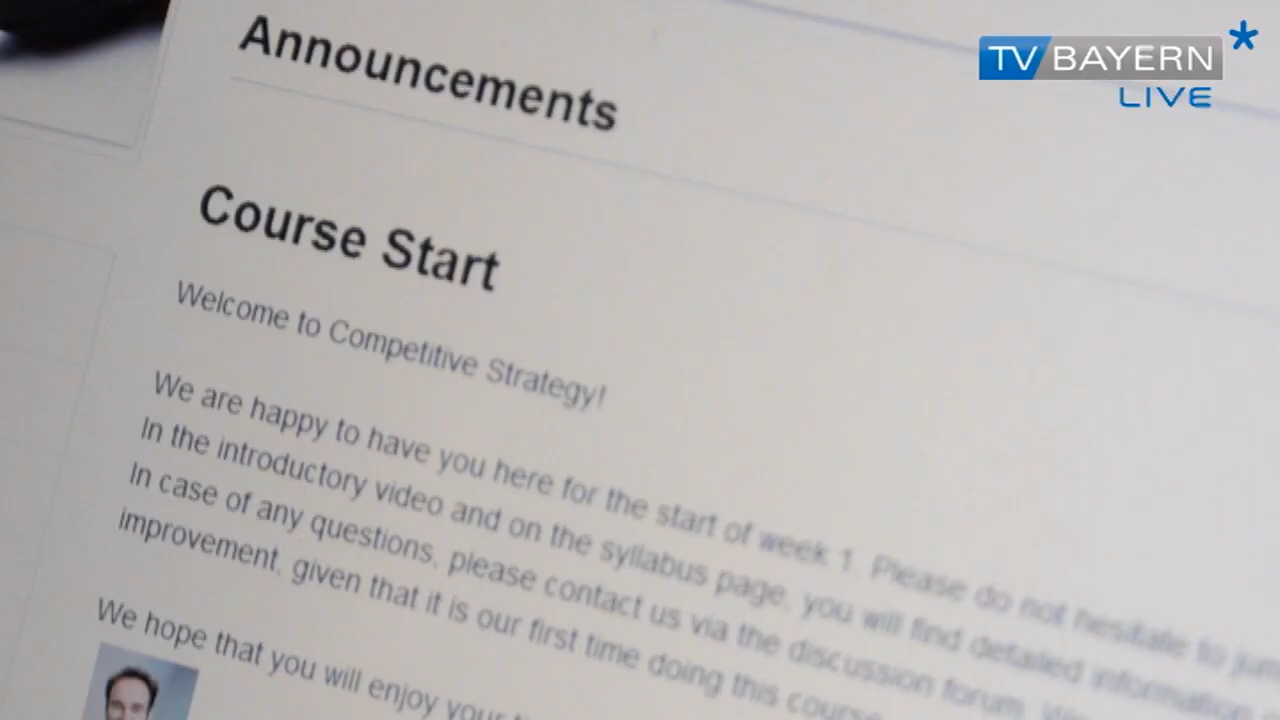 TV BAYERN
LIVE
Announcements
Course Start
Welcome to Competitive Strategy!
We are happy to have you here for the start of week 1. Please do not hesitate to
In the introductory video and on the syllabus page, you will find detailed information
In case of any questions, please contact us via the discussion forum.
improvement, given that it is our first time doing this course
We hope that you will enjoy your